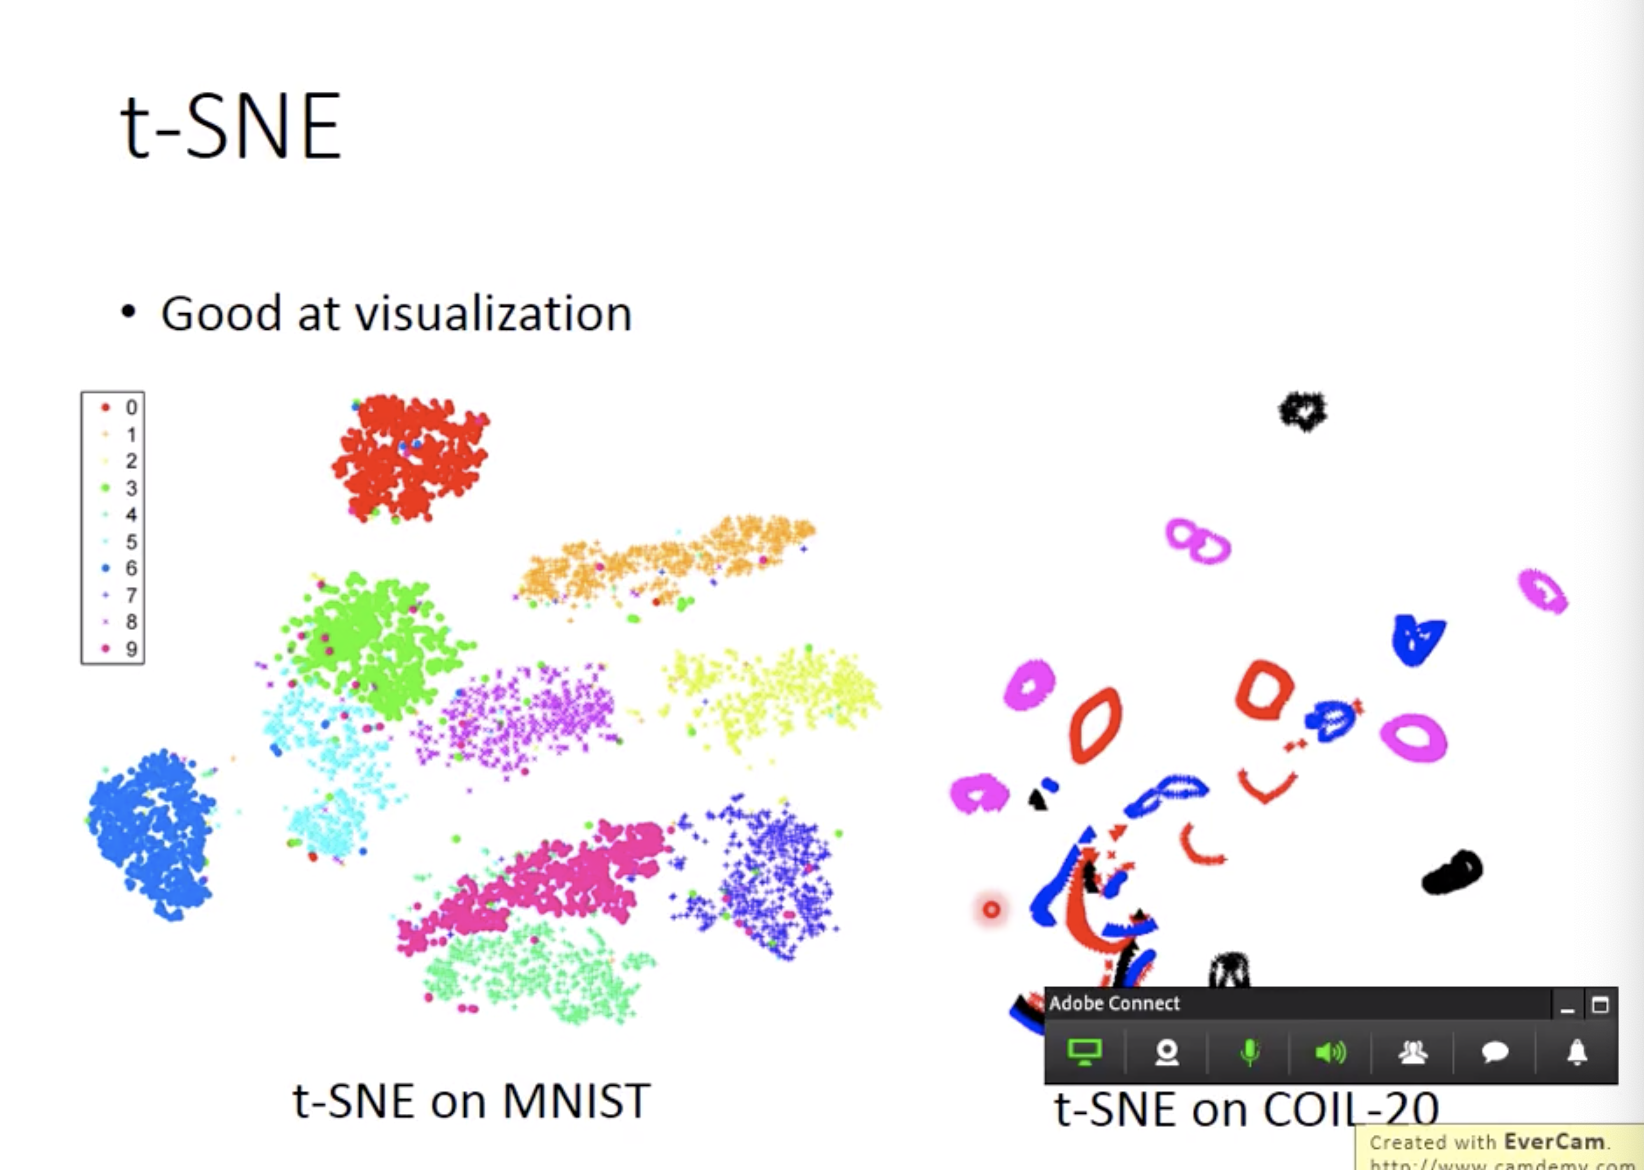 t-SNE
• Good at visualization
0
1
2
3
4
5
6
7
8
9
Adobe Connect
t-SNE on MNIST
t-SNE on COIL-20
Created with EverCam.
http://www.camdemy.com